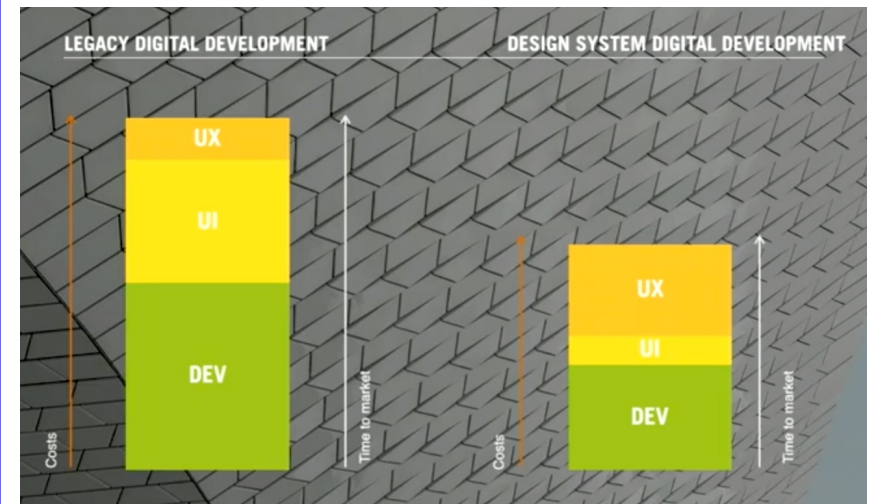 LEGACY DIGITAL DEVELOPMENT
DESIGN SYSTEM DIGITAL DEVELOPMENT
UX
UI
DEV
Costs
Time to market
UX
UI
DEV
Costs
Time to market